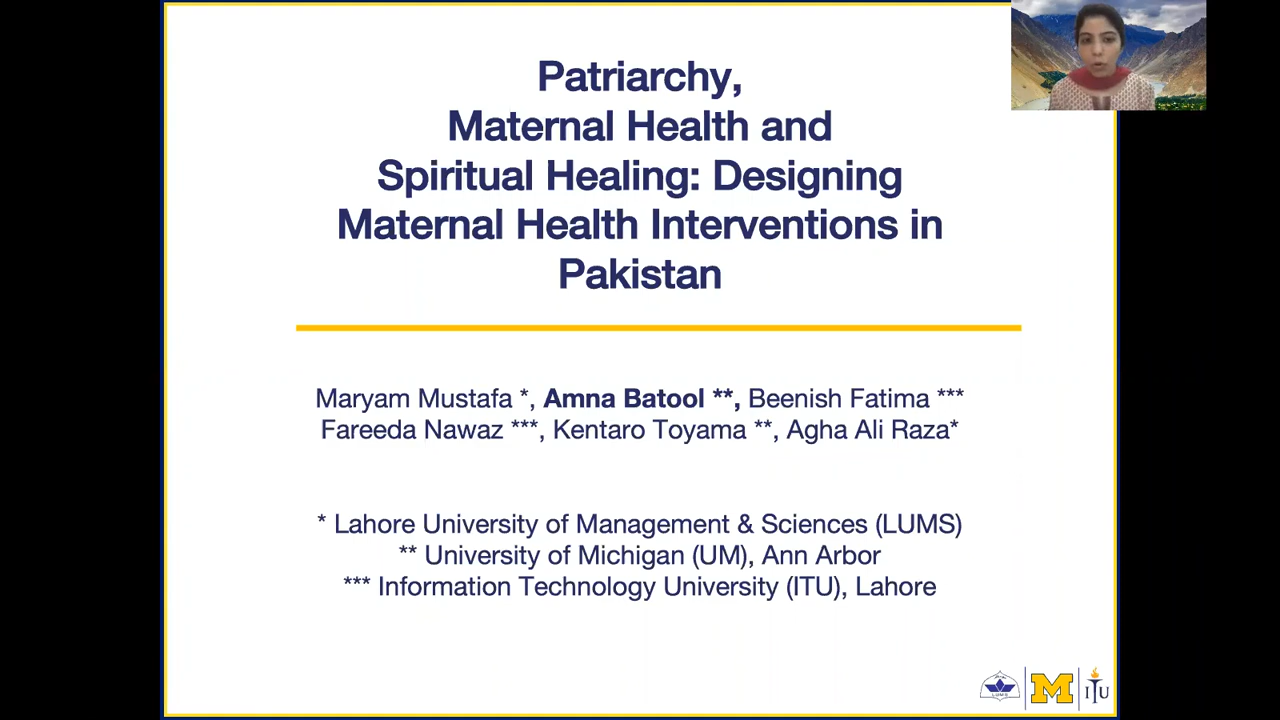 Patriarchy,
Maternal Health and
Spiritual Healing: Designing
Maternal Health Interventions in
Pakistan
Maryam Mustafa *, Amna Batool **, Beenish Fatima ***
Fareeda Nawaz ***, Kentaro Toyama **, Agha Ali Raza*
* Lahore University of Management & Sciences (LUMS)
** University of Michigan (UM), Ann Arbor
*** Information Technology University (ITU), Lahore
LUMS
M
ITU